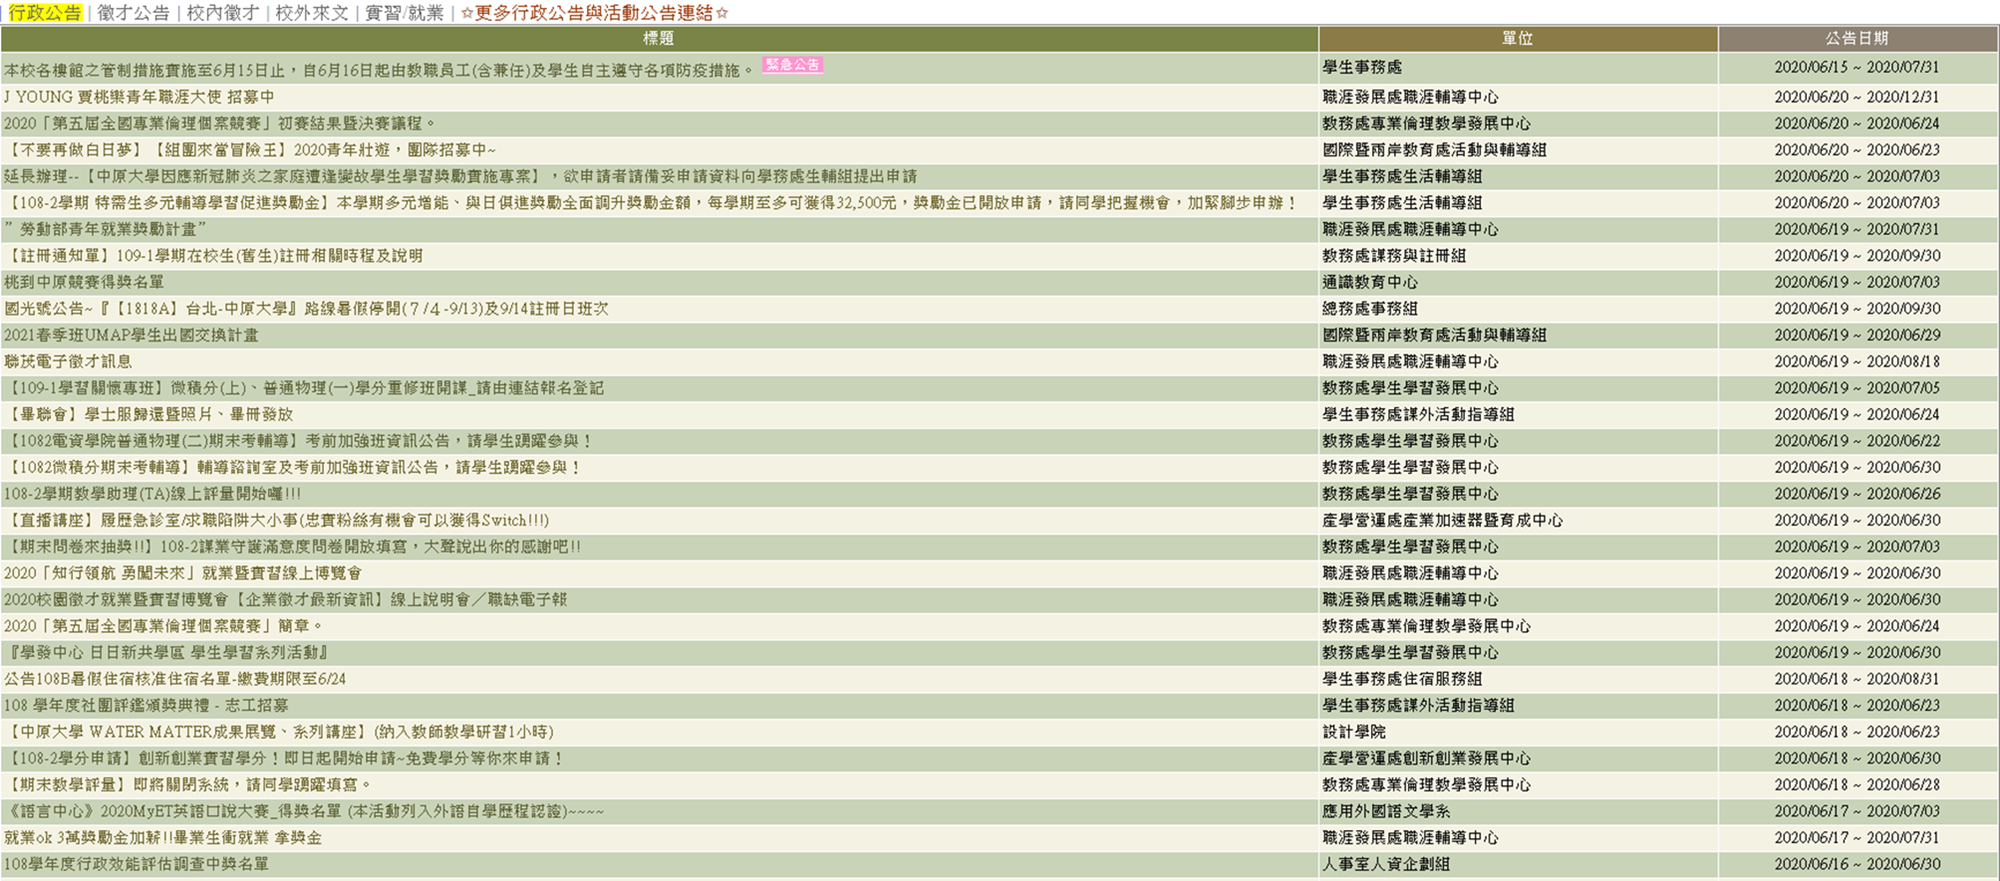 | 行政公告 | 徵才公告 | 校內徵才 | 校外來文 | 實習/就業 | ☆更多行政公告與活動公告連結☆
標題 單位 公告日期
本校各樓館之管制措施實施至6月15日止，自6月16日起由教職員工(含兼任)及學生自主遵守各項防疫措施。 緊急公告 學生事務處 2020/06/15 ~ 2020/07/31
J YOUNG 賈桃樂青年職涯大使 招募中 職涯發展處職涯輔導中心 2020/06/20 ~ 2020/12/31
2020「第五屆全國專業倫理個案競賽」初賽結果暨決賽議程。 教務處專業倫理教學發展中心 2020/06/20 ~ 2020/06/24
【不要再做白日夢】【組團來當冒險王】2020青年壯遊，團隊招募中~ 國際暨兩岸教育處活動與輔導組 2020/06/20 ~ 2020/06/23
延長辦理--【中原大學因應新冠肺炎之家庭遭逢變故學生學習獎勵實施專案】，欲申請者請備妥申請資料向學務處生輔組提出申請 學生事務處生活輔導組 2020/06/20 ~ 2020/07/03
【108-2學期 特需生多元輔導學習促進獎勵金】本學期多元增能、與日俱進獎勵全面調升獎勵金額，每學期至多可獲得32,500元，獎勵金已開放申請，請同學把握機會，加緊腳步申辦！ 學生事務處生活輔導組 2020/06/20 ~ 2020/07/03
”勞動部青年就業獎勵計畫” 職涯發展處職涯輔導中心 2020/06/19 ~ 2020/07/31
【註冊通知單】109-1學期在校生(舊生)註冊相關時程及說明 教務處課務與註冊組 2020/06/19 ~ 2020/09/30
桃到中原競賽得獎名單 通識教育中心 2020/06/19 ~ 2020/07/03
國光號公告~『【1818A】台北-中原大學』路線暑假停開(７/４-9/13)及9/14註冊日班次 總務處事務組 2020/06/19 ~ 2020/09/30
2021春季班UMAP學生出國交換計畫 國際暨兩岸教育處活動與輔導組 2020/06/19 ~ 2020/06/29
聯茂電子徵才訊息 職涯發展處職涯輔導中心 2020/06/19 ~ 2020/08/18
【109-1學習關懷專班】微積分(上)、普通物理(一)學分重修班開課_請由連結報名登記 教務處學生學習發展中心 2020/06/19 ~ 2020/07/05
【畢聯會】學士服歸還暨照片、畢冊發放 學生事務處課外活動指導組 2020/06/19 ~ 2020/06/24
【1082電資學院普通物理(二)期末考輔導】考前加強班資訊公告，請學生踴躍參與！ 教務處學生學習發展中心 2020/06/19 ~ 2020/06/22
【1082微積分期末考輔導】輔導諮詢室及考前加強班資訊公告，請學生踴躍參與！ 教務處學生學習發展中心 2020/06/19 ~ 2020/06/30
108-2學期教學助理(TA)線上評量開始囉!!! 教務處學生學習發展中心 2020/06/19 ~ 2020/06/26
【直播講座】履歷急診室/求職陷阱大小事(忠實粉絲有機會可以獲得Switch!!!) 產學營運處產業加速器暨育成中心 2020/06/19 ~ 2020/06/30
【期末問卷來抽獎!!】108-2課業守護滿意度問卷開放填寫，大聲說出你的感謝吧!! 教務處學生學習發展中心 2020/06/19 ~ 2020/07/03
2020「知行領航 勇闖未來」就業暨實習線上博覽會 職涯發展處職涯輔導中心 2020/06/19 ~ 2020/06/30
2020校園徵才就業暨實習博覽會【企業徵才最新資訊】線上說明會／職缺電子報 職涯發展處職涯輔導中心 2020/06/19 ~ 2020/06/30
2020「第五屆全國專業倫理個案競賽」簡章。 教務處專業倫理教學發展中心 2020/06/19 ~ 2020/06/24
『學發中心 日日新共學區 學生學習系列活動』 教務處學生學習發展中心 2020/06/19 ~ 2020/06/30
公告108B暑假住宿核准住宿名單-繳費期限至6/24 學生事務處住宿服務組 2020/06/18 ~ 2020/08/31
108 學年度社團評鑑頒獎典禮 - 志工招募 學生事務處課外活動指導組 2020/06/18 ~ 2020/06/23
【中原大學 WATER MATTER成果展覽、系列講座】(納入教師教學研習1小時) 設計學院 2020/06/18 ~ 2020/06/23
【108-2學分申請】創新創業實習學分！即日起開始申請~免費學分等你來申請！ 產學營運處創新創業發展中心 2020/06/18 ~ 2020/06/30
【期末教學評量】即將關閉系統，請同學踴躍填寫。 教務處專業倫理教學發展中心 2020/06/18 ~ 2020/06/28
《語言中心》2020MyET英語口說大賽_得獎名單 (本活動列入外語自學歷程認證)~~~~ 應用外國語文學系 2020/06/17 ~ 2020/07/03
就業ok 3萬獎勵金加薪!!畢業生衝就業 拿獎金 職涯發展處職涯輔導中心 2020/06/17 ~ 2020/07/31
108學年度行政效能評估調查中獎名單 人事室人資企劃組 2020/06/16 ~ 2020/06/30